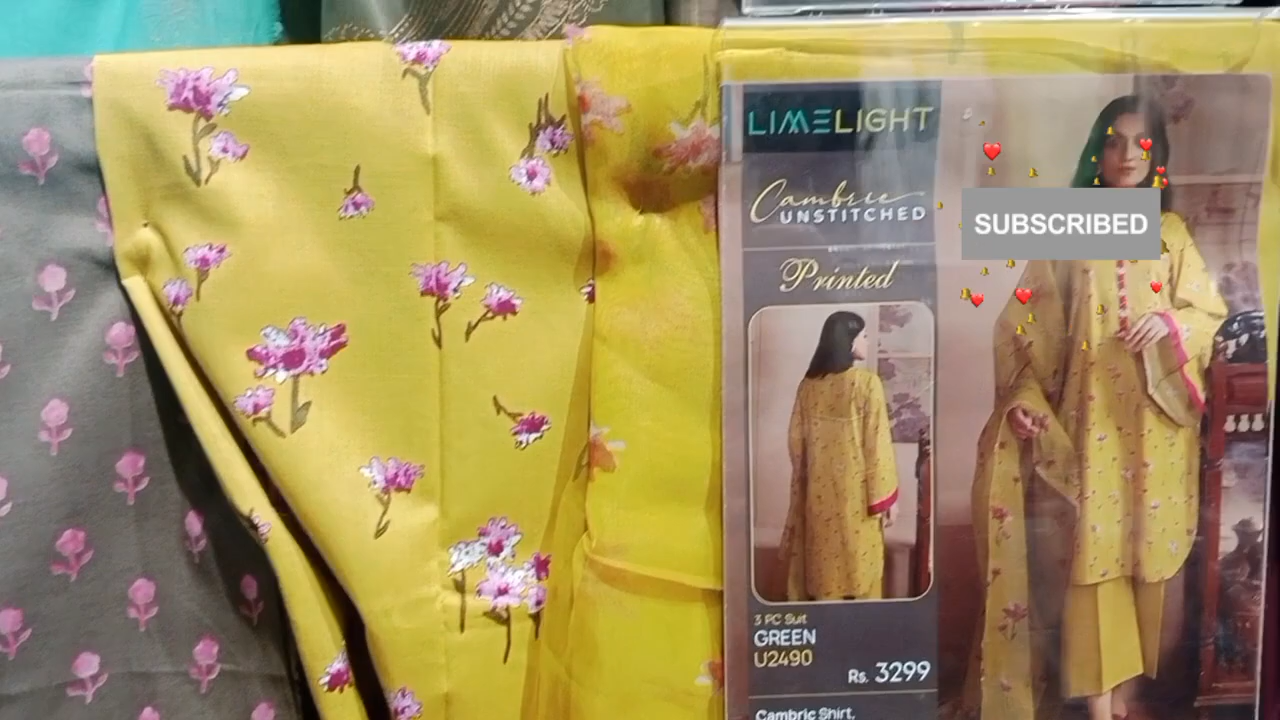 LIMELIGHT
Cambric
UNSTITCHED
Printed
3 PC Suit
GREEN
U2490
Rs. 3299
Cambric Shirt,
SUBSCRIBED